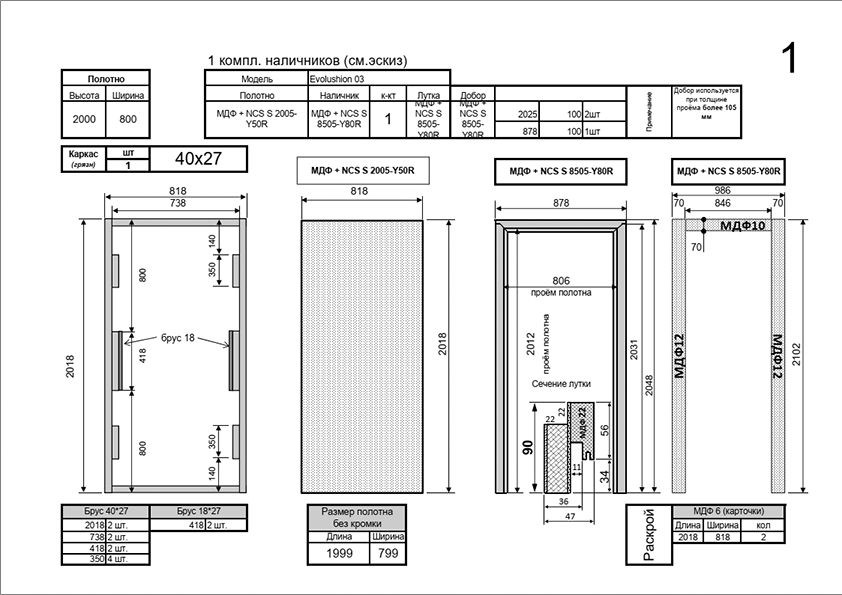 1
1 компл. наличников (см.эскиз)
Полотно
Высота Ширина
2000 800
Модель Evolushion 03
Полотно Наличник к-кт Лутка Добор
МДФ + NCS S 2005-Y50R
МДФ + NCS S 8505-Y80R
1
МДФ + NCS S 8505-Y80R
МДФ + NCS S 8505-Y80R
2025 100 2шт
878 100 1шт
Примечание
Добор используется
при толщине
проёма более 105
мм
Каркас
(грязн)
шт
1
40x27
МДФ + NCS S 2005-Y50R
МДФ + NCS S 8505-Y80R
МДФ + NCS S 8505-Y80R
818
738
140
350
800
2018
брус 18
418
350
800
140
818
2018
878
806
проём полотна
2012
проём полотна
2031
2048
Сечение лутки
22
22
МДФ 22
56
90
11
34
36
47
986
70 846 70
МДФ10
70
МДФ12
МДФ12
2102
Брус 40*27
2018 2 шт.
738 2 шт.
418 2 шт.
350 4 шт.
Брус 18*27
418 2 шт.
Размер полотна
без кромки
Длина Ширина
1999 799
Раскрой
МДФ 6 (карточки)
Длина Ширина кол
2018 818 2